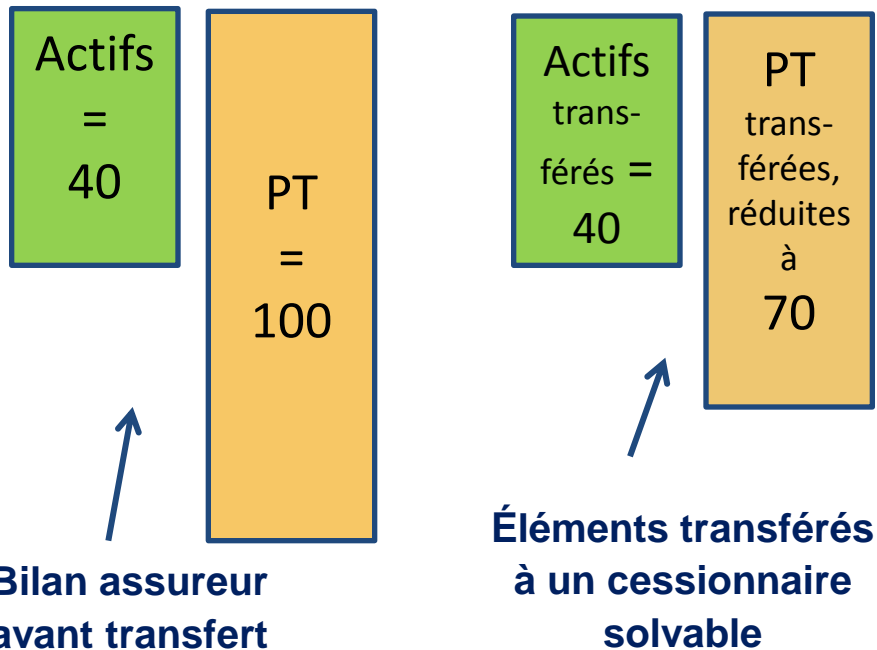 Actifs
=
40
PT
=
100
Bilan assureur
avant transfert
Actifs
trans-
férés =
40
PT
trans-
férées,
réduites
à
70
Éléments transférés
à un cessionnaire
solvable